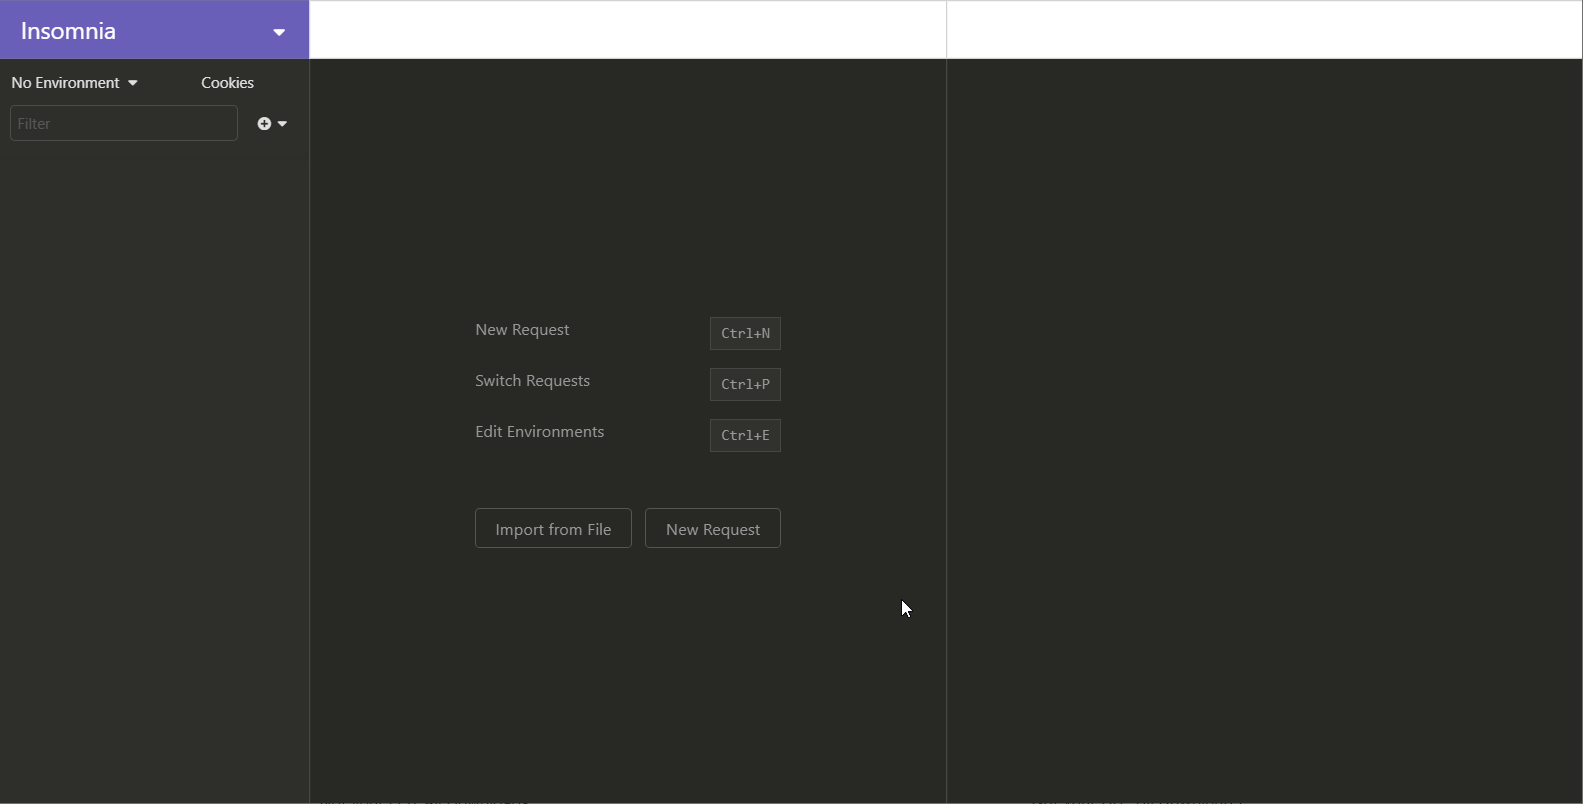 Insomnia
No Environment
Cookies
Filter
New Request
Ctrl+N
Switch Requests
Ctrl+P
Edit Environments
Ctrl+E
Import from File
New Request